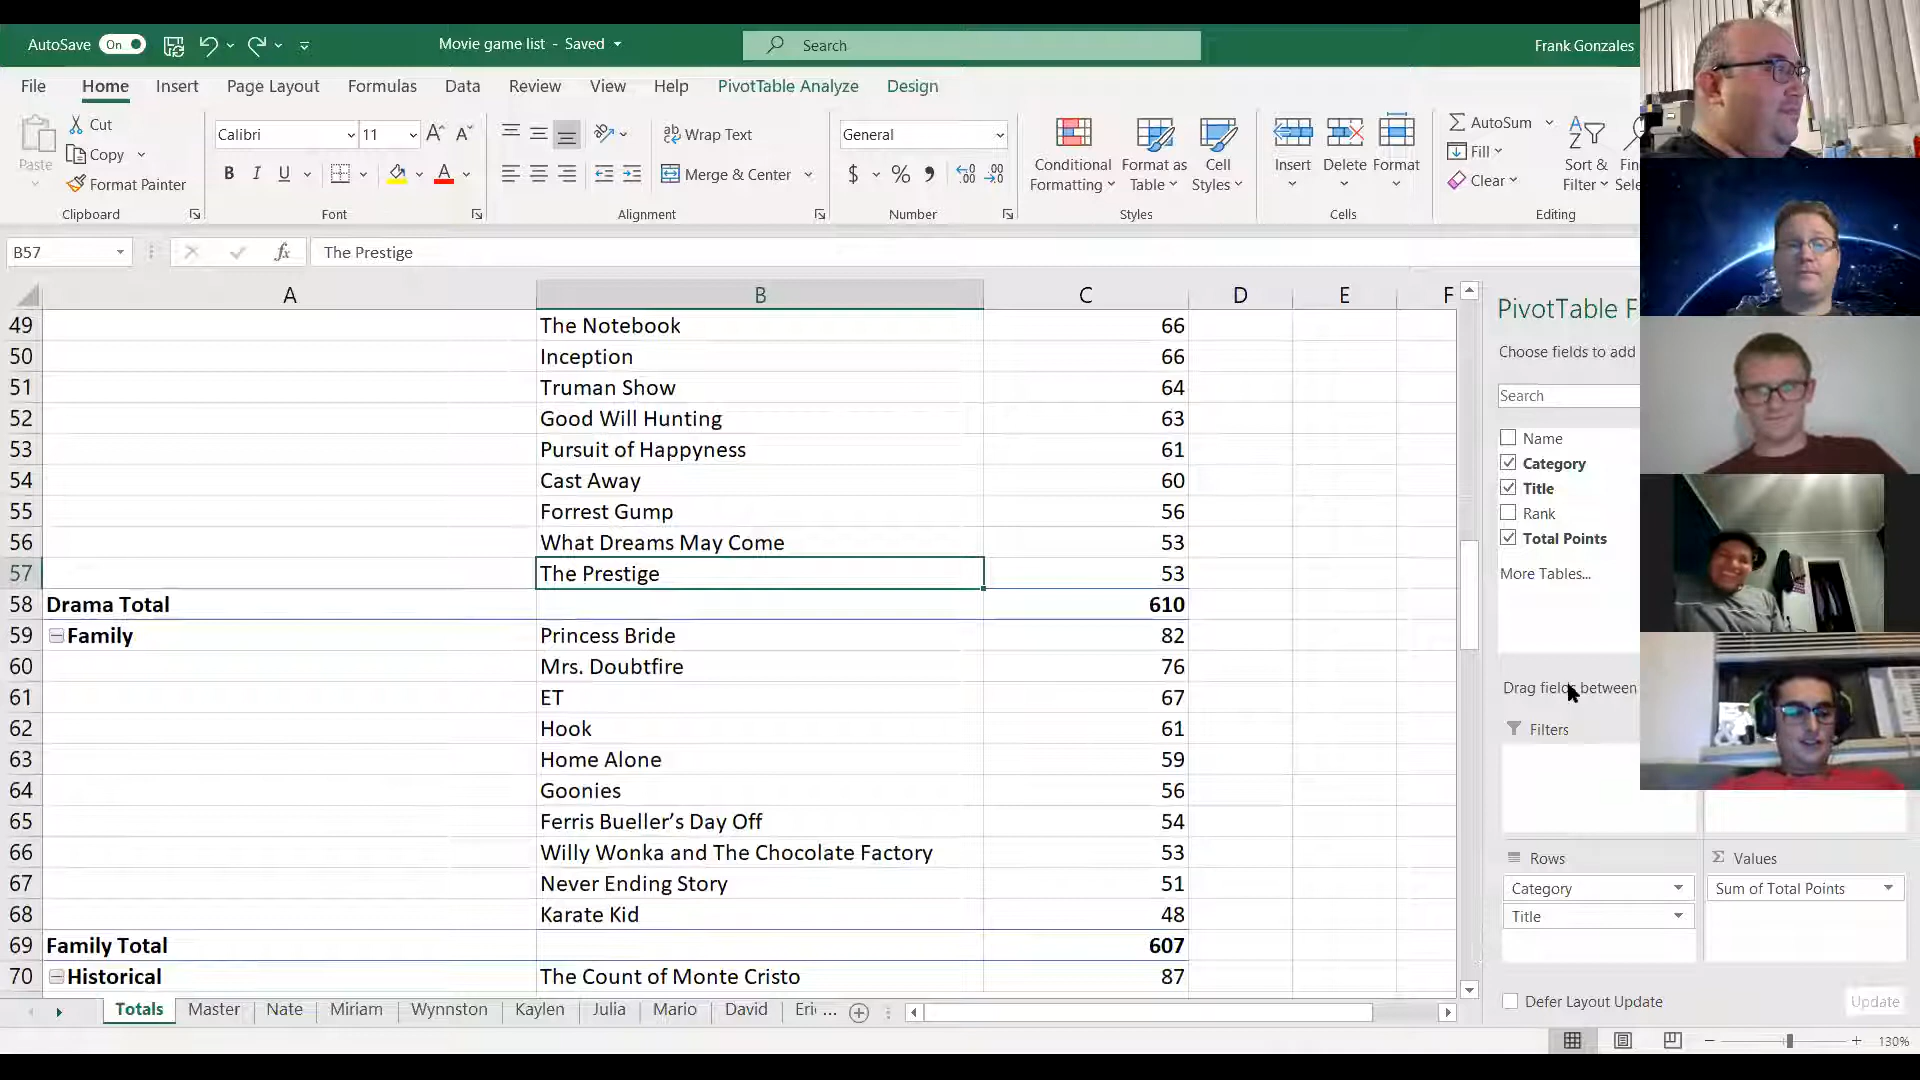 AutoSave On Movie game list - Saved Search Frank Gonzales
File Home Insert Page Layout Formulas Data Review View Help PivotTable Analyze Design
Paste
Cut
Copy
Format Painter
Clipboard
Calibri 11
B I U
Font
Wrap Text
Merge & Center
Alignment
General
$ % 9
Number
Conditional Formatting
Format as Table
Cell Styles
Styles
Insert Delete Format
Cells
AutoSum
Fill
Clear
Sort & Filter
Editing
B57 fx The Prestige
A B C D E F
49 The Notebook 66
50 Inception 66
51 Truman Show 64
52 Good Will Hunting 63
53 Pursuit of Happyness 61
54 Cast Away 60
55 Forrest Gump 56
56 What Dreams May Come 53
57 The Prestige 53
58 Drama Total 610
59 Family Princess Bride 82
60 Mrs. Doubtfire 76
61 ET 67
62 Hook 61
63 Home Alone 59
64 Goonies 56
65 Ferris Bueller’s Day Off 54
66 Willy Wonka and The Chocolate Factory 53
67 Never Ending Story 51
68 Karate Kid 48
69 Family Total 607
70 Historical The Count of Monte Cristo 87
Totals Master Nate Miriam Wynnston Kaylen Julia Mario David Eri ...
PivotTable F
Choose fields to add
Search
Name
Category
Title
Rank
Total Points
More Tables...
Drag fields between
Filters
Rows
Category
Title
Values
Sum of Total Points
Defer Layout Update Update
130%